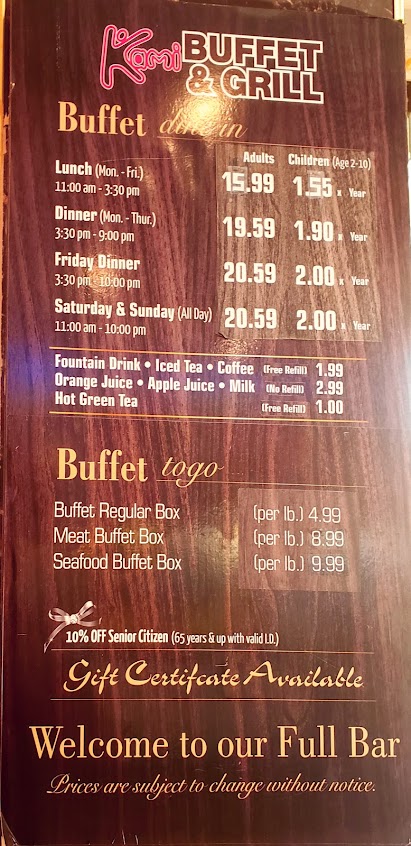 Kami BUFFET
& GRILL
Buffet dine in
Adults Children (Age 2-10)
Lunch (Mon. - Fri.)
11:00 am - 3:30 pm
15.99 1.55 x Year
Dinner (Mon. - Thur.)
3:30 pm - 9:00 pm
19.59 1.90 x Year
Friday Dinner
3:30 pm - 10:00 pm
20.59 2.00 x Year
Saturday & Sunday (All Day)
11:00 am - 10:00 pm
20.59 2.00 x Year
Fountain Drink • Iced Tea • Coffee (Free Refill) 1.99
Orange Juice • Apple Juice • Milk (No Refill) 2.99
Hot Green Tea (Free Refill) 1.00
Buffet togo
Buffet Regular Box (per lb.) 4.99
Meat Buffet Box (per lb.) 8.99
Seafood Buffet Box (per lb.) 9.99
10% OFF Senior Citizen (65 years & up with valid I.D.)
Gift Certifcate Available
Welcome to our Full Bar
Prices are subject to change without notice.